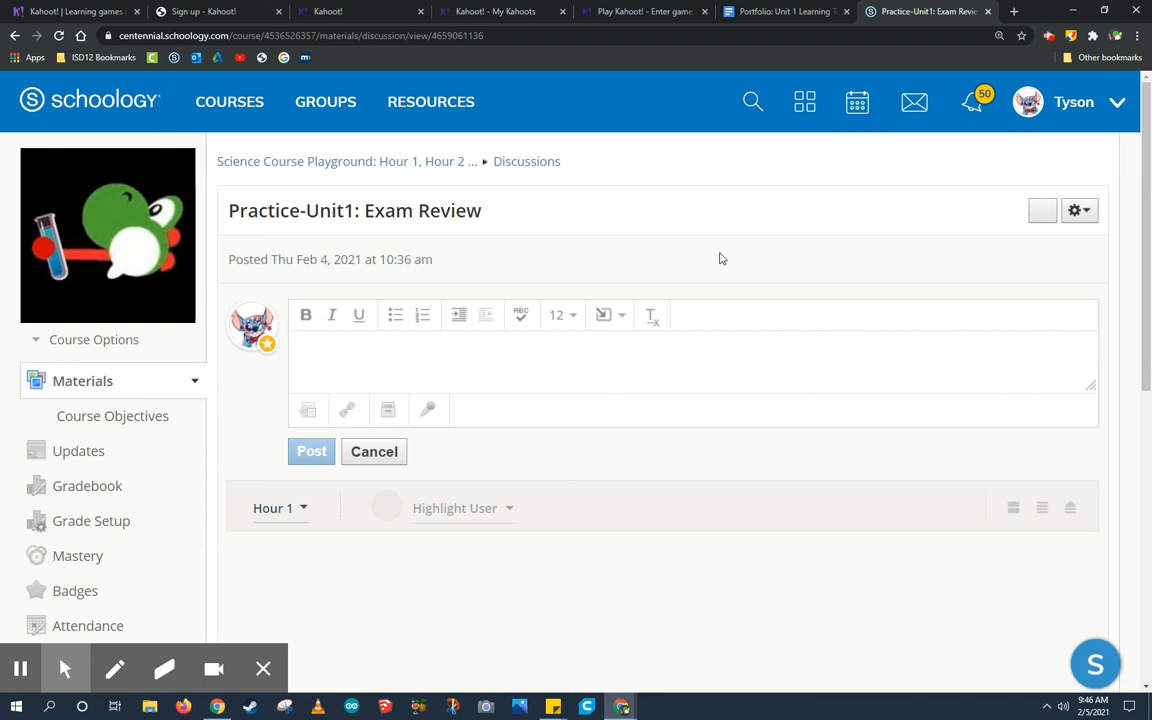 Kahoot! | Learning games
Sign up - Kahoot!
Kahoot!
Kahoot! - My Kahoots
Play Kahoot! - Enter game
Portfolio: Unit 1 Learning T
Practice-Unit1: Exam Revie
centennial.schoology.com/course/4536526357/materials/discussion/view/4659061136
Apps
ISD12 Bookmarks
Other bookmarks
S schoology
COURSES
GROUPS
RESOURCES
50
Tyson
Science Course Playground: Hour 1, Hour 2 ... ▸ Discussions
Practice-Unit1: Exam Review
Posted Thu Feb 4, 2021 at 10:36 am
B I U
ABC
12
Tx
Post
Cancel
Hour 1
Highlight User
Course Options
Materials
Course Objectives
Updates
Gradebook
Grade Setup
Mastery
Badges
Attendance
S
9:46 AM
2/5/2021